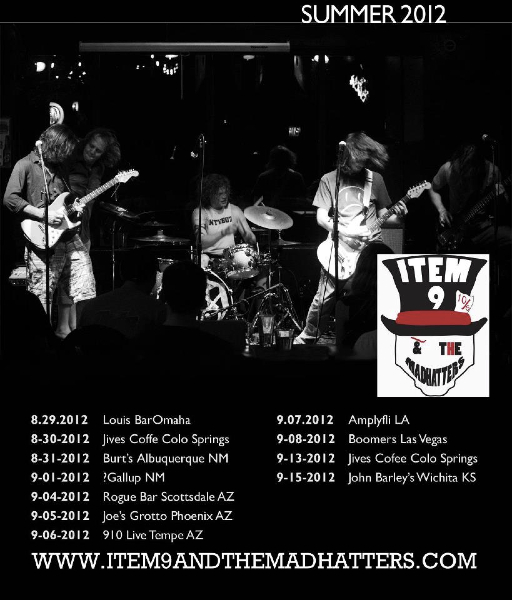 SUMMER 2012
ITEM
9
10/6
& THE
MADHATTERS
8.29.2012 Louis BarOmaha
8-30-2012 Jives Coffe Colo Springs
8-31-2012 Burt's Albuquerque NM
9-01-2012 ?Gallup NM
9-04-2012 Rogue Bar Scottsdale AZ
9-05-2012 Joe's Grotto Phoenix AZ
9-06-2012 910 Live Tempe AZ
9.07.2012 Amplyfli LA
9-08-2012 Boomers Las Vegas
9-13-2012 Jives Cofee Colo Springs
9-15-2012 John Barley's Wichita KS
WWW.ITEM9ANDTHEMADHATTERS.COM